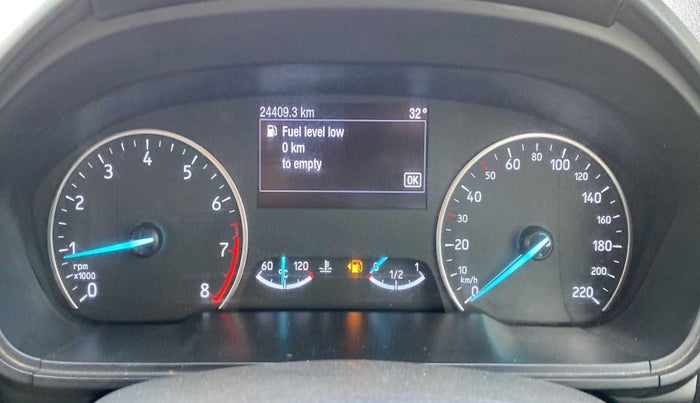 24409.3 km 32°
Fuel level low
0 km
to empty
OK
0 1 2 3 4 5 6 7 8
rpm
x1000
60 °C 120
0 1/2 1
0 10 20 30 40 50 60 80 100 120 140 160 180 200 220
km/h